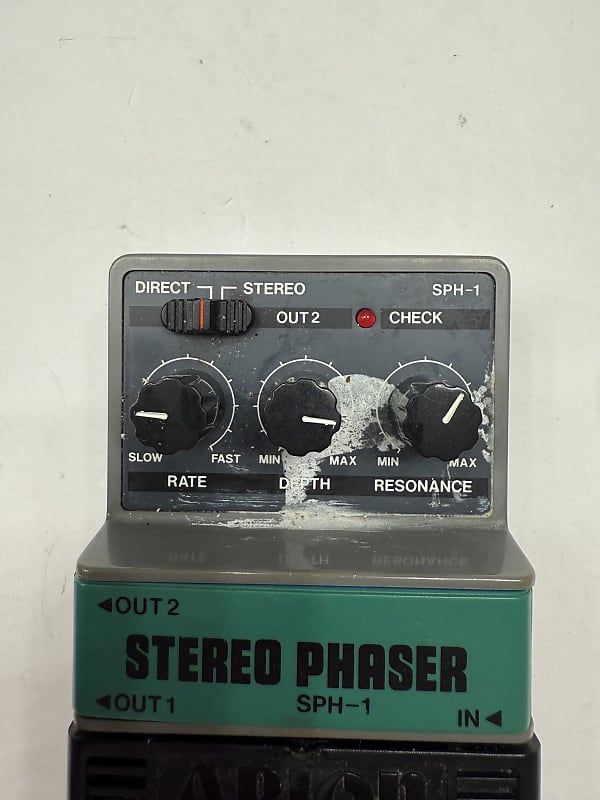 DIRECT STEREO SPH-1
OUT 2 CHECK
SLOW FAST MIN MAX MIN MAX
RATE DEPTH RESONANCE
◀OUT 2
STEREO PHASER
◀OUT 1 SPH-1 IN◀
ARION